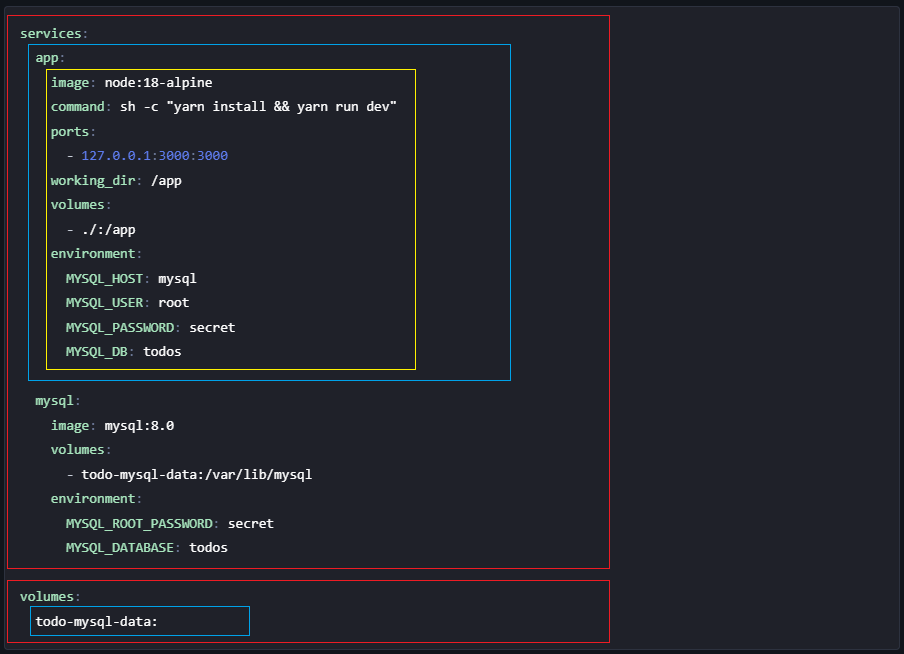 services:
app:
image: node:18-alpine
command: sh -c "yarn install && yarn run dev"
ports:
- 127.0.0.1:3000:3000
working_dir: /app
volumes:
- ./:/app
environment:
MYSQL_HOST: mysql
MYSQL_USER: root
MYSQL_PASSWORD: secret
MYSQL_DB: todos
mysql:
image: mysql:8.0
volumes:
- todo-mysql-data:/var/lib/mysql
environment:
MYSQL_ROOT_PASSWORD: secret
MYSQL_DATABASE: todos
volumes:
todo-mysql-data: